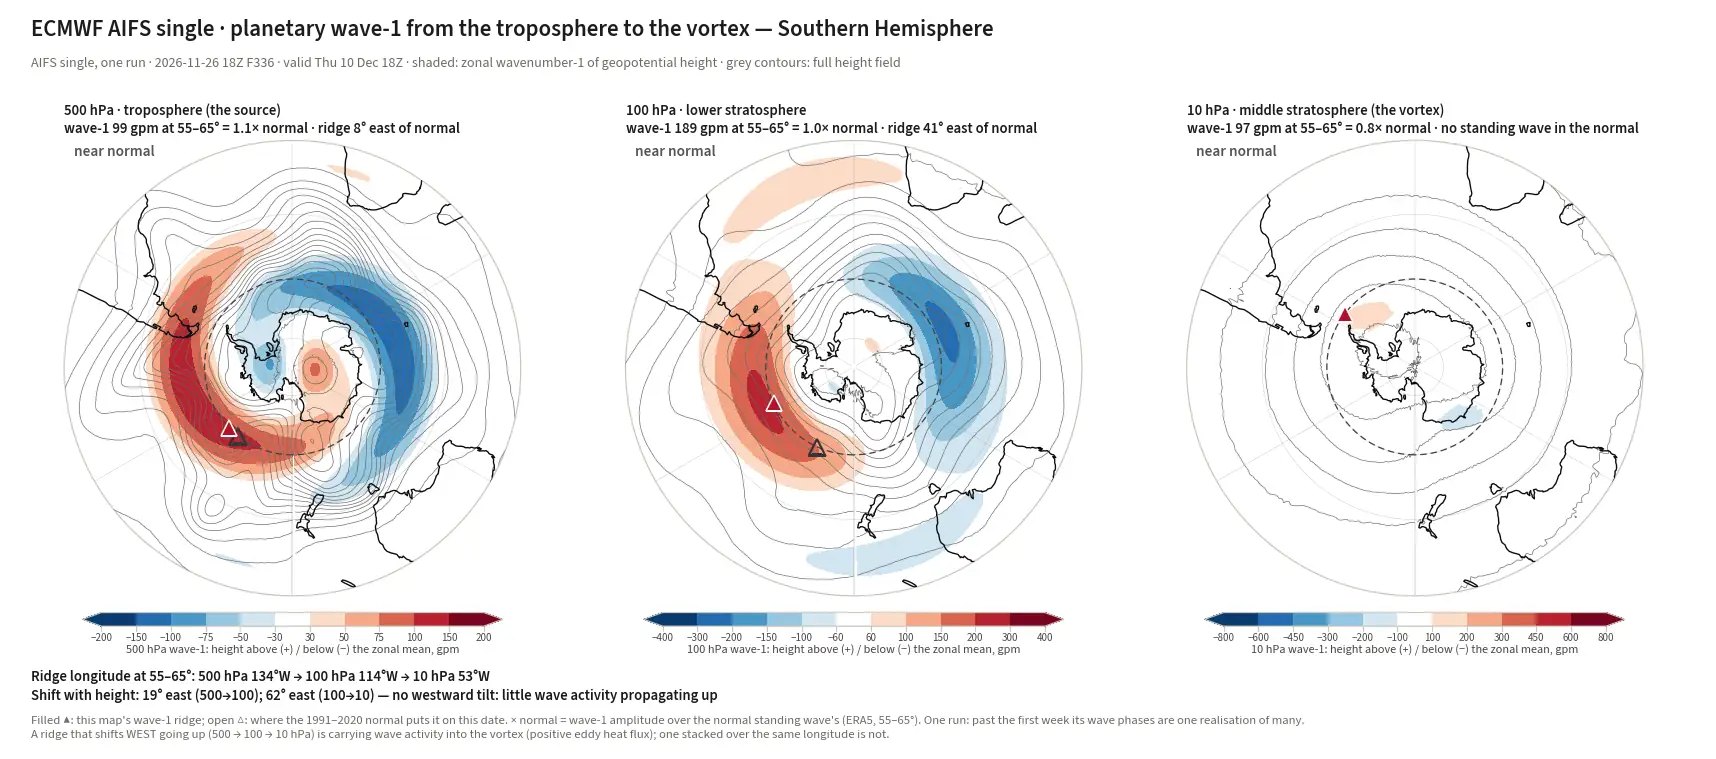 ECMWF AIFS single · planetary wave-1 from the troposphere to the vortex — Southern Hemisphere
AIFS single, one run · 2026-11-26 18Z F336 · valid Thu 10 Dec 18Z · shaded: zonal wavenumber-1 of geopotential height · grey contours: full height field
500 hPa · troposphere (the source)
wave-1 99 gpm at 55–65° = 1.1× normal · ridge 8° east of normal
near normal
100 hPa · lower stratosphere
wave-1 189 gpm at 55–65° = 1.0× normal · ridge 41° east of normal
near normal
10 hPa · middle stratosphere (the vortex)
wave-1 97 gpm at 55–65° = 0.8× normal · no standing wave in the normal
near normal
−200 −150 −100 −75 −50 −30 30 50 75 100 150 200
500 hPa wave-1: height above (+) / below (−) the zonal mean, gpm
−400 −300 −200 −150 −100 −60 60 100 150 200 300 400
100 hPa wave-1: height above (+) / below (−) the zonal mean, gpm
−800 −600 −450 −300 −200 −100 100 200 300 450 600 800
10 hPa wave-1: height above (+) / below (−) the zonal mean, gpm
Ridge longitude at 55–65°: 500 hPa 134°W → 100 hPa 114°W → 10 hPa 53°W
Shift with height: 19° east (500→100); 62° east (100→10) — no westward tilt: little wave activity propagating up
Filled ▲: this map's wave-1 ridge; open △: where the 1991–2020 normal puts it on this date. × normal = wave-1 amplitude over the normal standing wave's (ERA5, 55–65°). One run: past the first week its wave phases are one realisation of many.
A ridge that shifts WEST going up (500 → 100 → 10 hPa) is carrying wave activity into the vortex (positive eddy heat flux); one stacked over the same longitude is not.